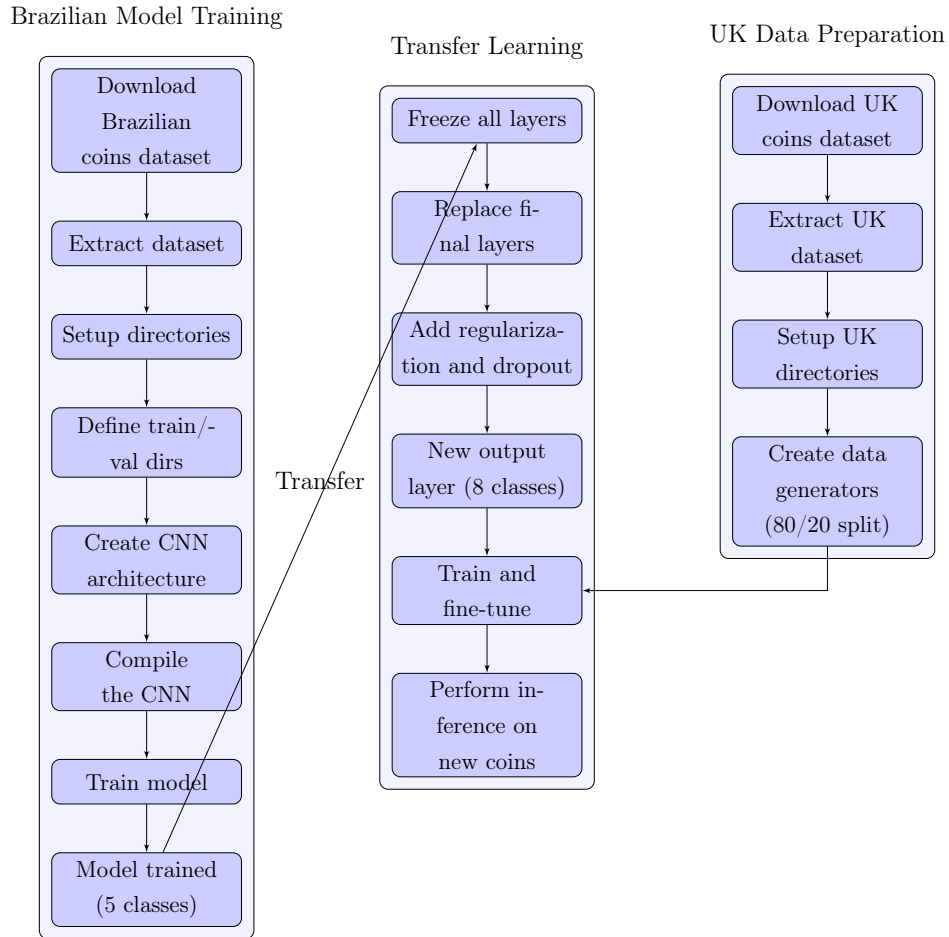 Brazilian Model Training
Download
Brazilian
coins dataset
Extract dataset
Setup directories
Define train/-
val dirs
Create CNN
architecture
Compile
the CNN
Train model
Model trained
(5 classes)
Transfer
Transfer Learning
Freeze all layers
Replace fi-
nal layers
Add regulariza-
tion and dropout
New output
layer (8 classes)
Train and
fine-tune
Perform in-
ference on
new coins
UK Data Preparation
Download UK
coins dataset
Extract UK
dataset
Setup UK
directories
Create data
generators
(80/20 split)